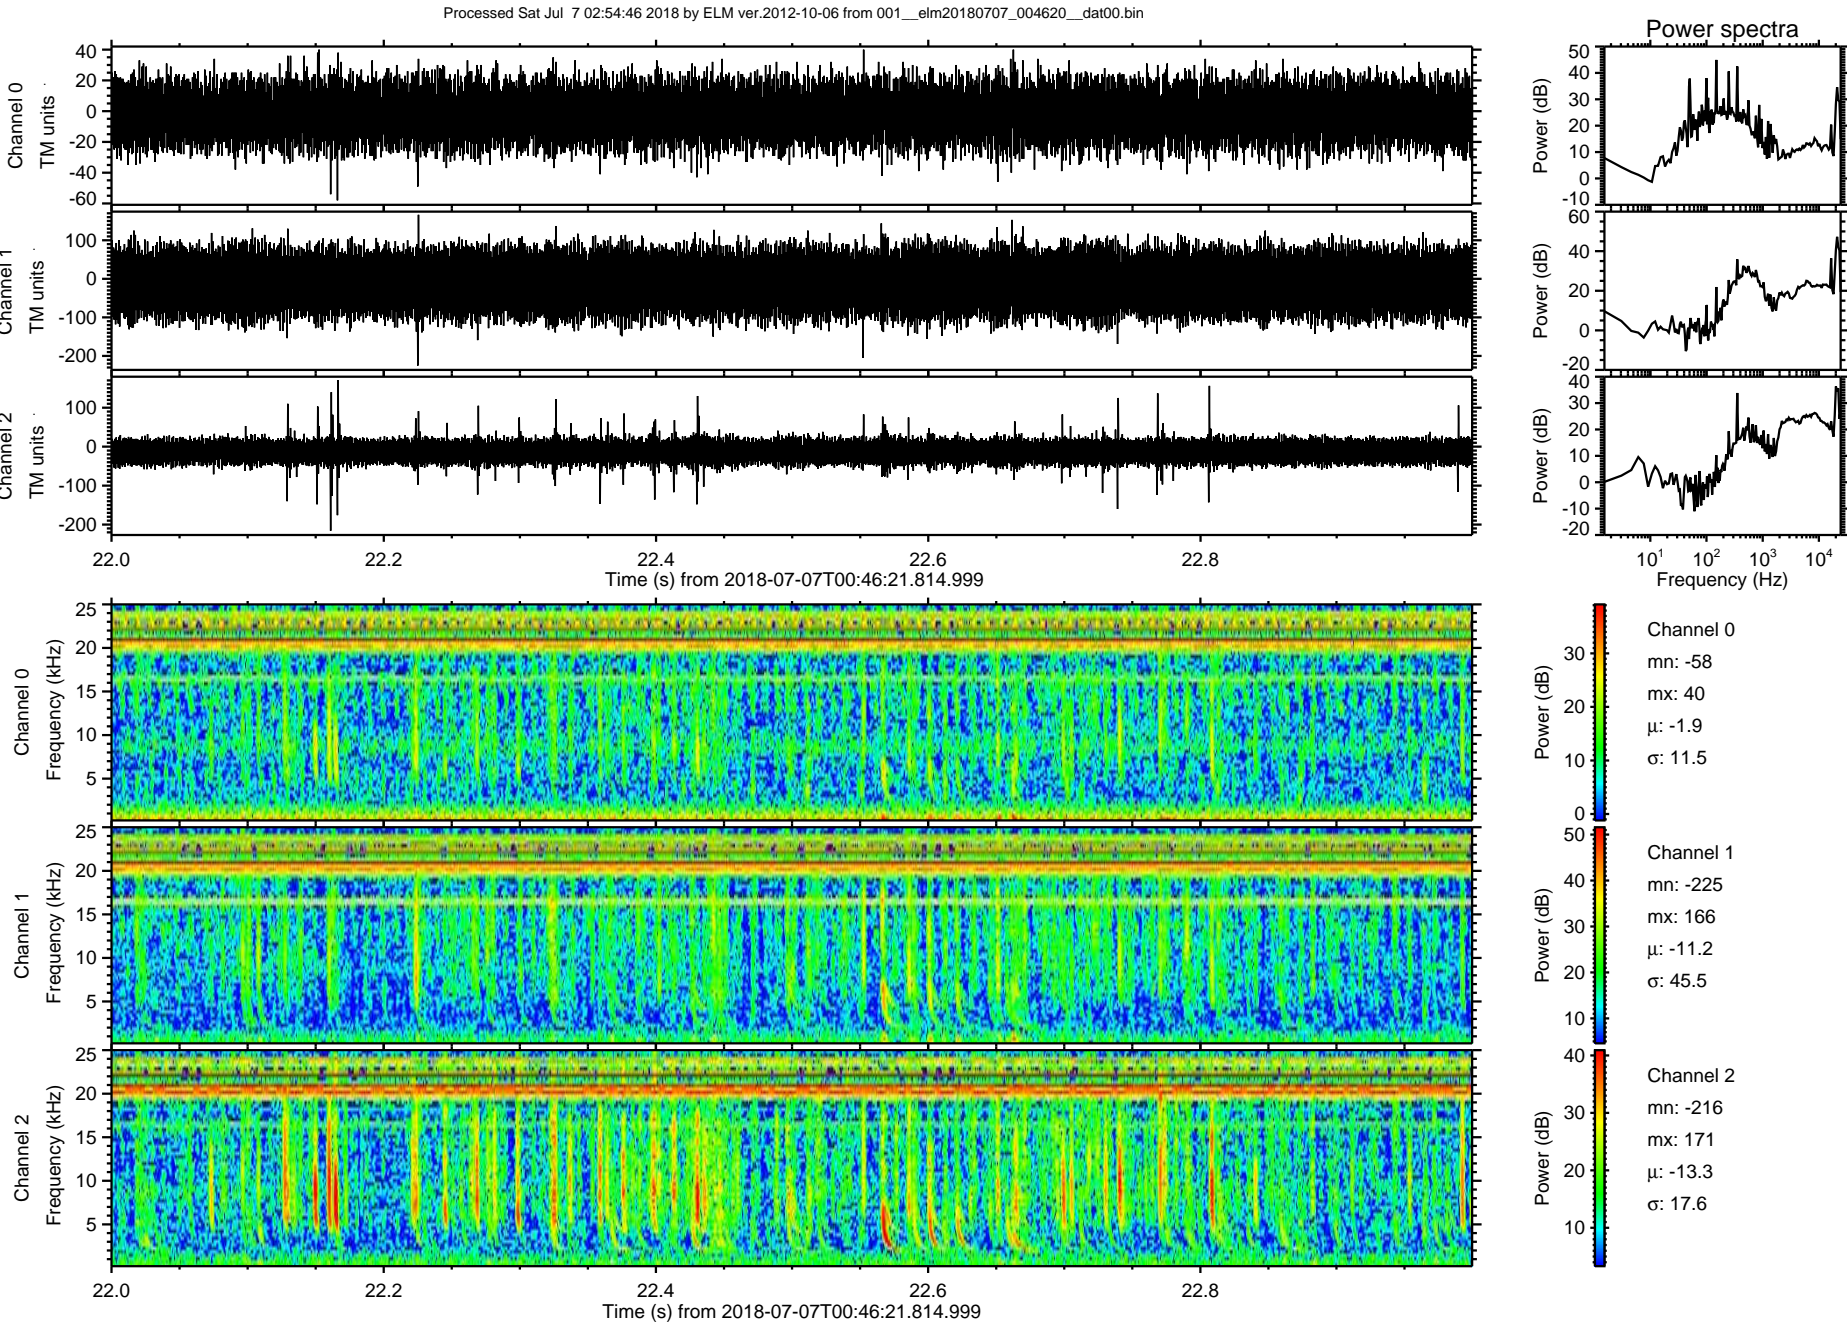 Processed Sat Jul 7 02:54:46 2018 by ELM ver.2012-10-06 from 001__elm20180707_004620__dat00.bin
Power spectra
Channel 0
TM units
40
20
0
-20
-40
-60
Power (dB)
50
40
30
20
10
0
-10
Channel 1
TM units
100
0
-100
-200
Power (dB)
60
40
20
0
-20
Channel 2
TM units
100
0
-100
-200
Power (dB)
40
30
20
10
0
-10
-20
22.0 22.2 22.4 22.6 22.8
Time (s) from 2018-07-07T00:46:21.814.999
10¹ 10² 10³ 10⁴
Frequency (Hz)
Channel 0
Frequency (kHz)
25
20
15
10
5
Power (dB)
30
20
10
0
Channel 0
mn: -58
mx: 40
μ: -1.9
σ: 11.5
Channel 1
Frequency (kHz)
25
20
15
10
5
Power (dB)
50
40
30
20
10
Channel 1
mn: -225
mx: 166
μ: -11.2
σ: 45.5
Channel 2
Frequency (kHz)
25
20
15
10
5
Power (dB)
40
30
20
10
Channel 2
mn: -216
mx: 171
μ: -13.3
σ: 17.6
22.0 22.2 22.4 22.6 22.8
Time (s) from 2018-07-07T00:46:21.814.999